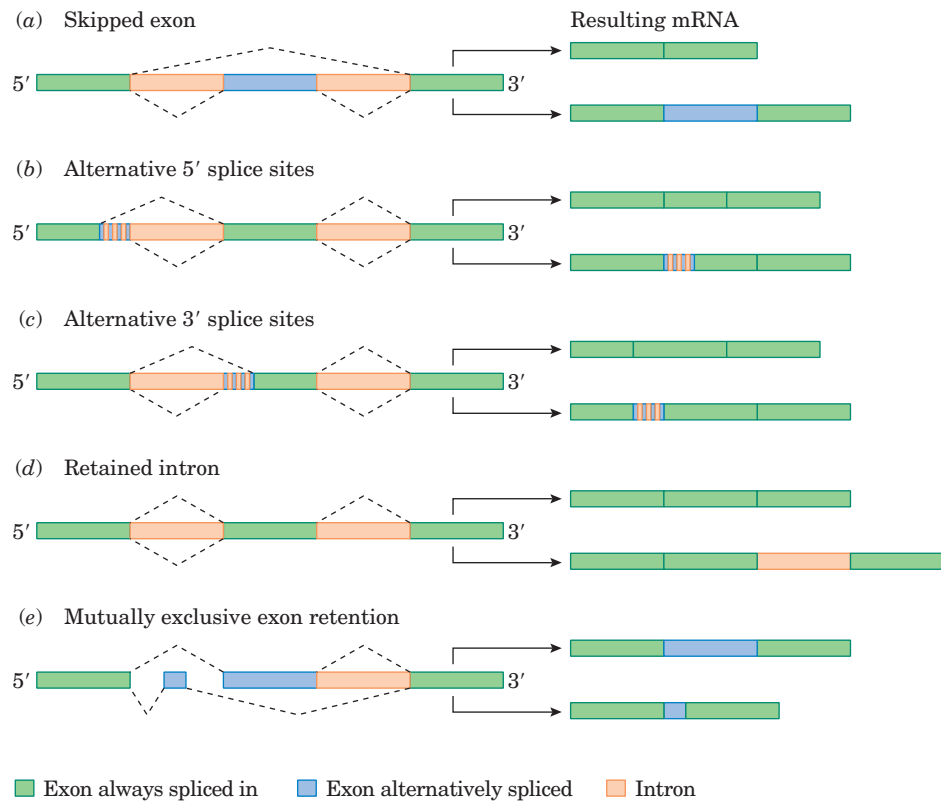 (a) Skipped exon Resulting mRNA
5′ 3′
(b) Alternative 5′ splice sites
5′ 3′
(c) Alternative 3′ splice sites
5′ 3′
(d) Retained intron
5′ 3′
(e) Mutually exclusive exon retention
5′ 3′
Exon always spliced in Exon alternatively spliced Intron